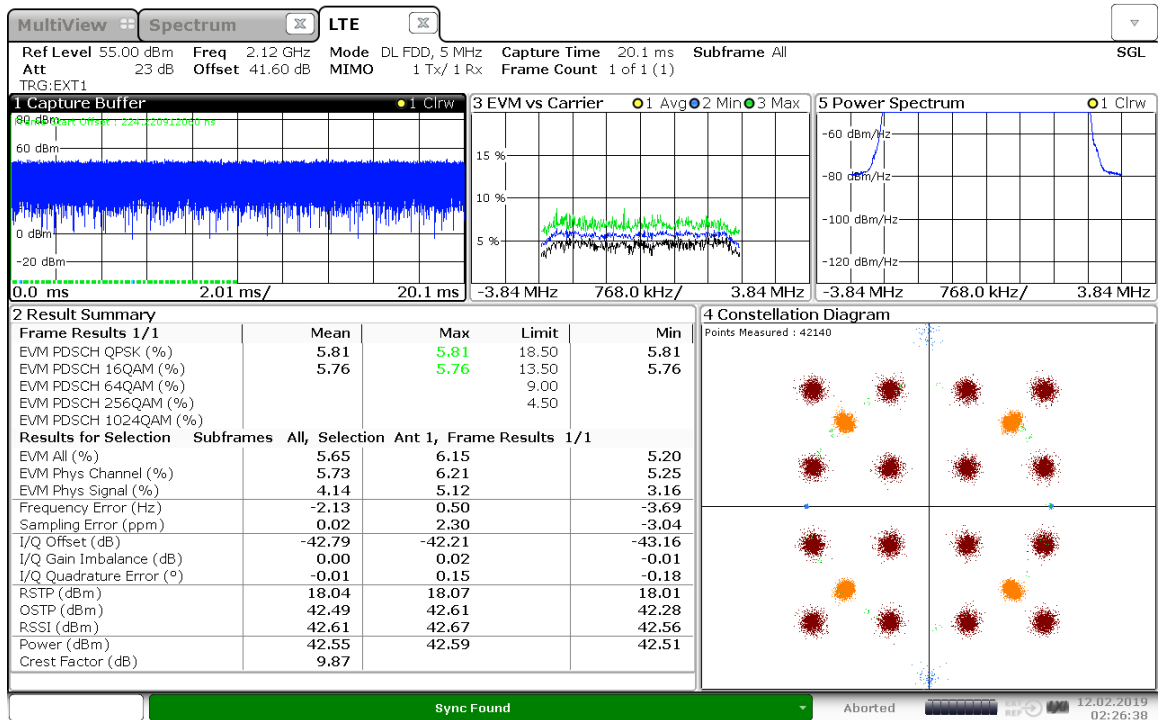 MultiView Spectrum LTE
Ref Level 55.00 dBm Freq 2.12 GHz Mode DL FDD, 5 MHz Capture Time 20.1 ms Subframe All SGL
Att 23 dB Offset 41.60 dB MIMO 1 Tx/ 1 Rx Frame Count 1 of 1 (1)
TRG:EXT1
1 Capture Buffer 1 Clrw
80 dBm
Frame Start Offset : 224.220912060 ns
60 dBm
0 dBm
-20 dBm
0.0 ms 2.01 ms/ 20.1 ms
3 EVM vs Carrier 1 Avg 2 Min 3 Max
15 %
10 %
5 %
-3.84 MHz 768.0 kHz/ 3.84 MHz
5 Power Spectrum 1 Clrw
-60 dBm/Hz
-80 dBm/Hz
-100 dBm/Hz
-120 dBm/Hz
-3.84 MHz 768.0 kHz/ 3.84 MHz
2 Result Summary
Frame Results 1/1 Mean Max Limit Min
EVM PDSCH QPSK (%) 5.81 5.81 18.50 5.81
EVM PDSCH 16QAM (%) 5.76 5.76 13.50 5.76
EVM PDSCH 64QAM (%) 9.00
EVM PDSCH 256QAM (%) 4.50
EVM PDSCH 1024QAM (%)
Results for Selection Subframes All, Selection Ant 1, Frame Results 1/1
EVM All (%) 5.65 6.15 5.20
EVM Phys Channel (%) 5.73 6.21 5.25
EVM Phys Signal (%) 4.14 5.12 3.16
Frequency Error (Hz) -2.13 0.50 -3.69
Sampling Error (ppm) 0.02 2.30 -3.04
I/Q Offset (dB) -42.79 -42.21 -43.16
I/Q Gain Imbalance (dB) 0.00 0.02 -0.01
I/Q Quadrature Error (°) -0.01 0.15 -0.18
RSTP (dBm) 18.04 18.07 18.01
OSTP (dBm) 42.49 42.61 42.28
RSSI (dBm) 42.61 42.67 42.56
Power (dBm) 42.55 42.59 42.51
Crest Factor (dB) 9.87
4 Constellation Diagram
Points Measured : 42140
Sync Found Aborted 12.02.2019
02:26:38